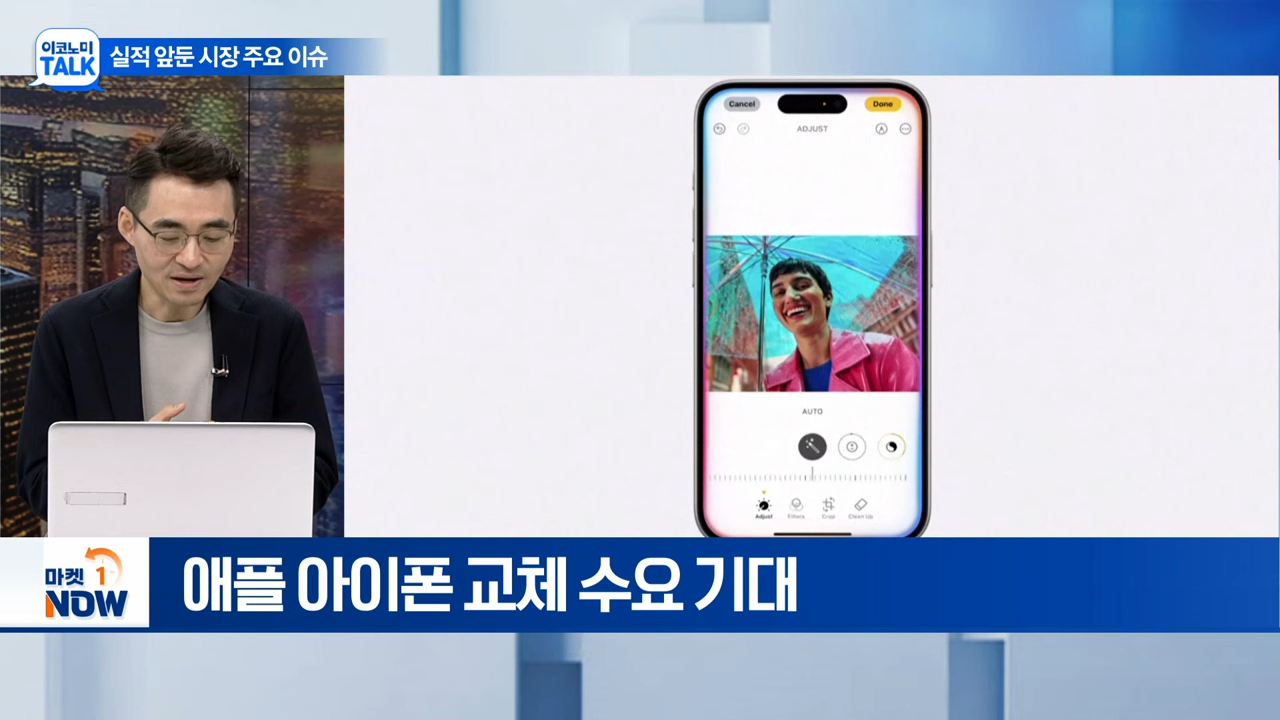 이코노미
TALK
실적 앞둔 시장 주요 이슈
Cancel
Done
ADJUST
AUTO
Adjust
Filters
Crop
Clean Up
마켓 1
NOW
애플 아이폰 교체 수요 기대